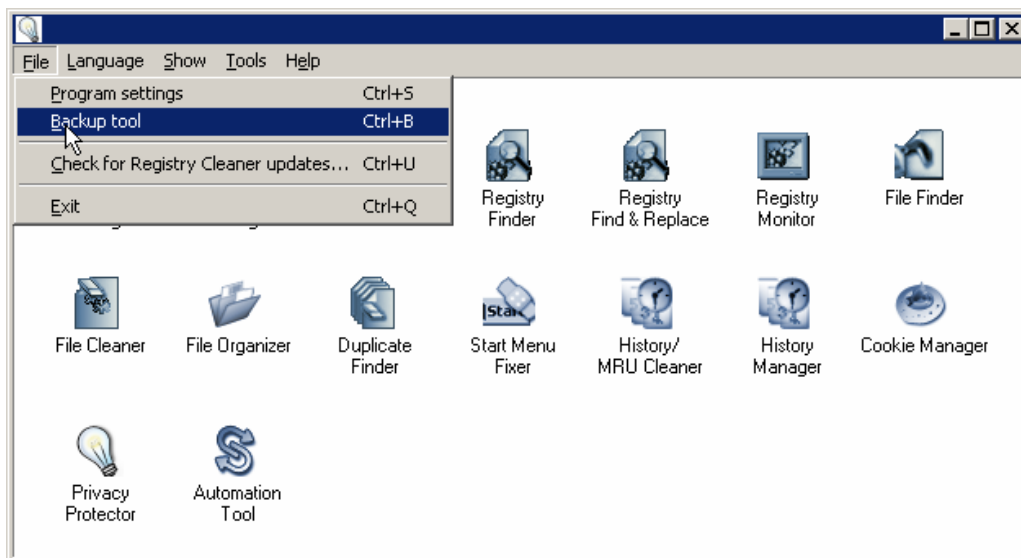 File Language Show Tools Help
Program settings Ctrl+S
Backup tool Ctrl+B
Check for Registry Cleaner updates... Ctrl+U
Exit Ctrl+Q
Registry
Finder
Registry
Find & Replace
Registry
Monitor
File Finder
File Cleaner
File Organizer
Duplicate
Finder
Start Menu
Fixer
History/
MRU Cleaner
History
Manager
Cookie Manager
Privacy
Protector
Automation
Tool